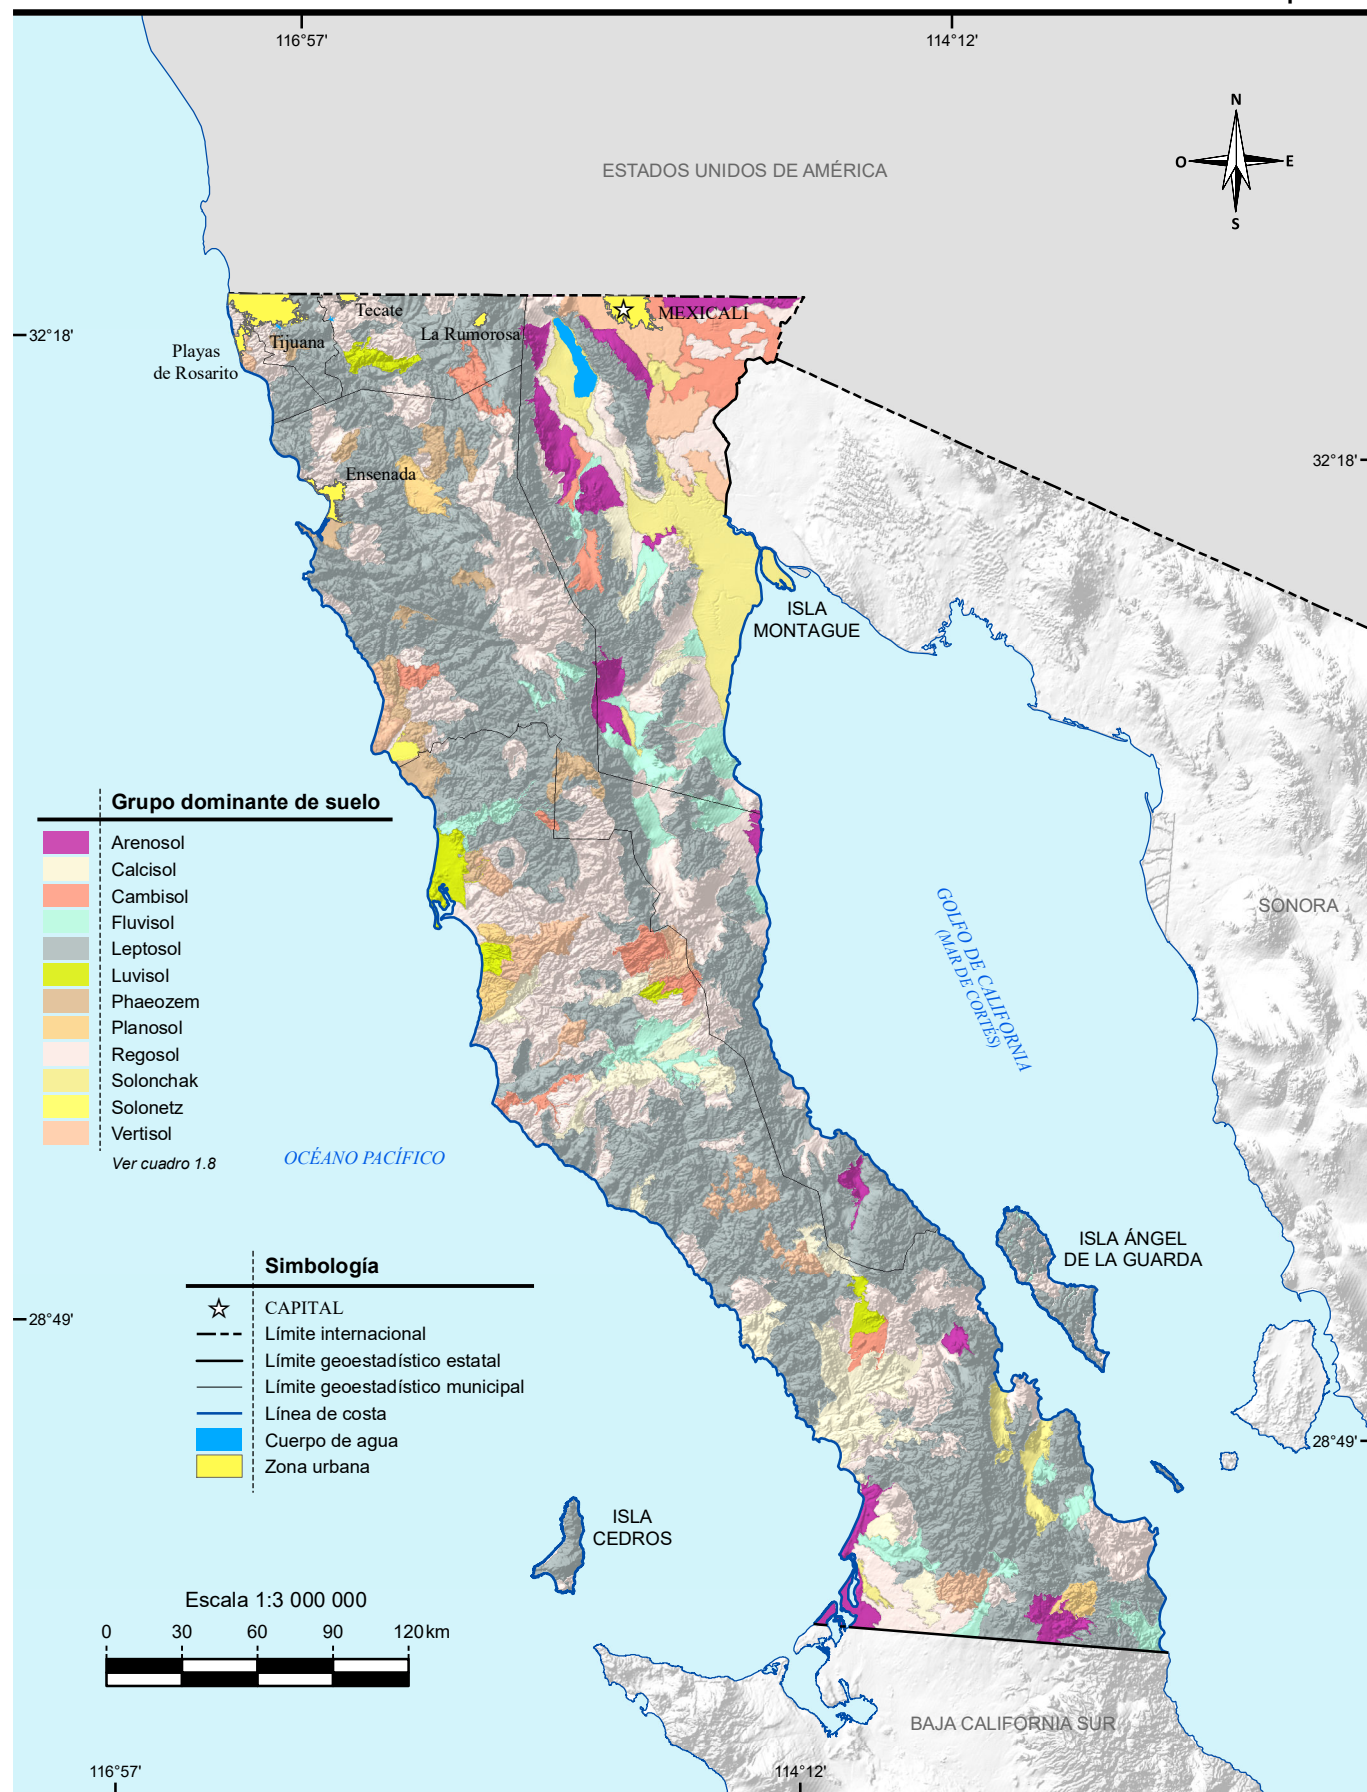 116°57'
114°12'
ESTADOS UNIDOS DE AMÉRICA
N
O
E
S
32°18'
Tecate
MEXICALI
La Rumorosa
Tijuana
Playas
de Rosarito
32°18'
Ensenada
ISLA
MONTAGUE
SONORA
GOLFO DE CALIFORNIA
(MAR DE CORTÉS)
Grupo dominante de suelo
Arenosol
Calcisol
Cambisol
Fluvisol
Leptosol
Luvisol
Phaeozem
Planosol
Regosol
Solonchak
Solonetz
Vertisol
Ver cuadro 1.8
OCÉANO PACÍFICO
ISLA ÁNGEL
DE LA GUARDA
Simbología
CAPITAL
Límite internacional
Límite geoestadístico estatal
Límite geoestadístico municipal
Línea de costa
Cuerpo de agua
Zona urbana
28°49'
28°49'
ISLA
CEDROS
Escala 1:3 000 000
0
30
60
90
120 km
BAJA CALIFORNIA SUR
116°57'
114°12'